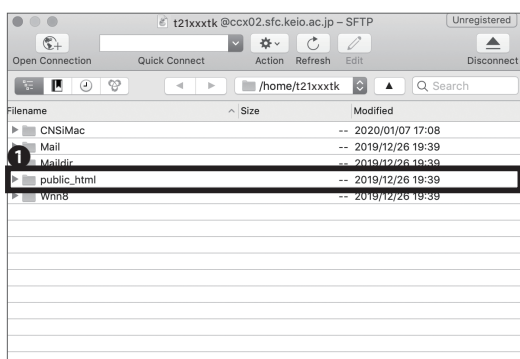 t21xxxtk @ccx02.sfc.keio.ac.jp – SFTP Unregistered
Open Connection Quick Connect Action Refresh Edit Disconnect
/home/t21xxxtk Search
Filename Size Modified
CNSiMac -- 2020/01/07 17:08
Mail -- 2019/12/26 19:39
1
Maildir -- 2019/12/26 19:39
public_html -- 2019/12/26 19:39
Wnn8 -- 2019/12/26 19:39